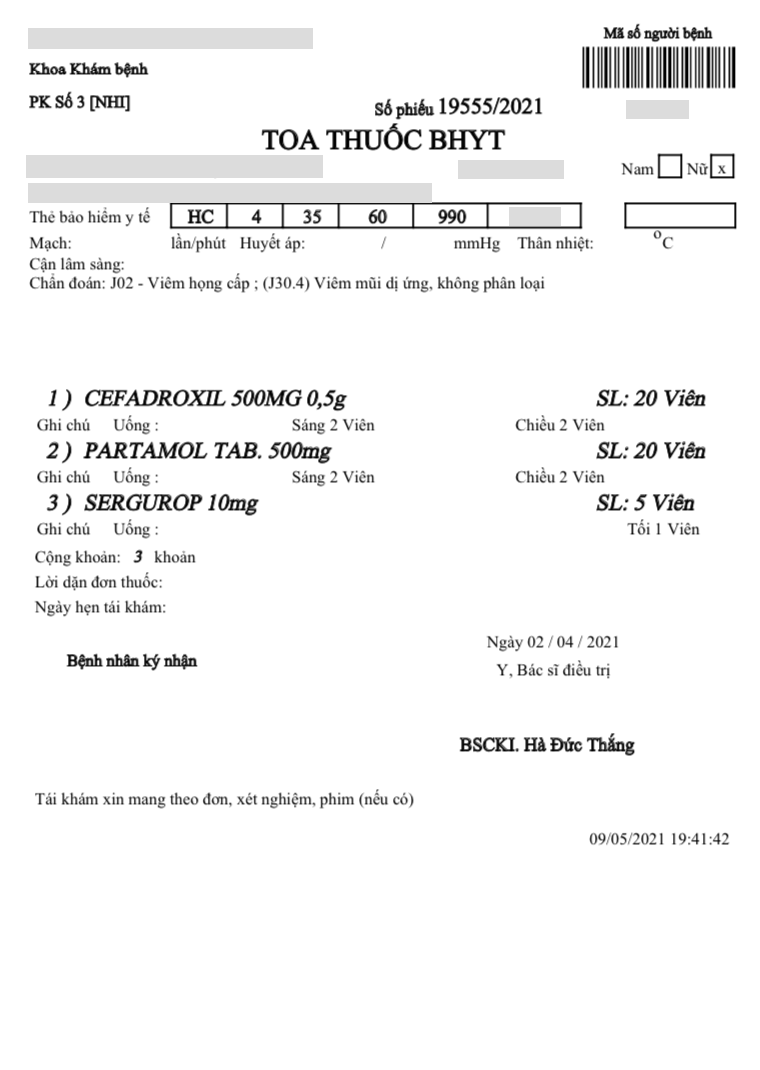 Mã số người bệnh
Khoa Khám bệnh
PK Số 3 [NHI]
Số phiếu 19555/2021
TOA THUỐC BHYT
Nam Nữ x
Thẻ bảo hiểm y tế HC 4 35 60 990
Mạch: lần/phút Huyết áp: / mmHg Thân nhiệt: °C
Cận lâm sàng:
Chẩn đoán: J02 - Viêm họng cấp ; (J30.4) Viêm mũi dị ứng, không phân loại
1 ) CEFADROXIL 500MG 0,5g SL: 20 Viên
Ghi chú Uống : Sáng 2 Viên Chiều 2 Viên
2 ) PARTAMOL TAB. 500mg SL: 20 Viên
Ghi chú Uống : Sáng 2 Viên Chiều 2 Viên
3 ) SERGUROP 10mg SL: 5 Viên
Ghi chú Uống : Tối 1 Viên
Cộng khoản: 3 khoản
Lời dặn đơn thuốc:
Ngày hẹn tái khám:
Ngày 02 / 04 / 2021
Bệnh nhân ký nhận
Y, Bác sĩ điều trị
BSCKI. Hà Đức Thắng
Tái khám xin mang theo đơn, xét nghiệm, phim (nếu có)
09/05/2021 19:41:42